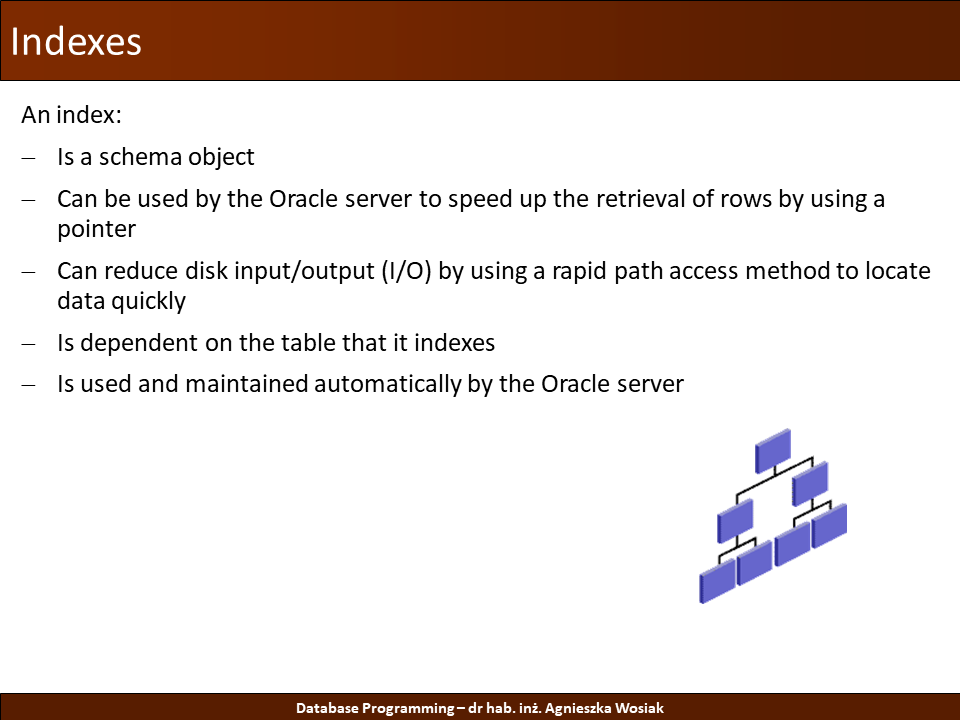 Indexes
An index:
– Is a schema object
– Can be used by the Oracle server to speed up the retrieval of rows by using a
pointer
– Can reduce disk input/output (I/O) by using a rapid path access method to locate
data quickly
– Is dependent on the table that it indexes
– Is used and maintained automatically by the Oracle server
Database Programming – dr hab. inż. Agnieszka Wosiak